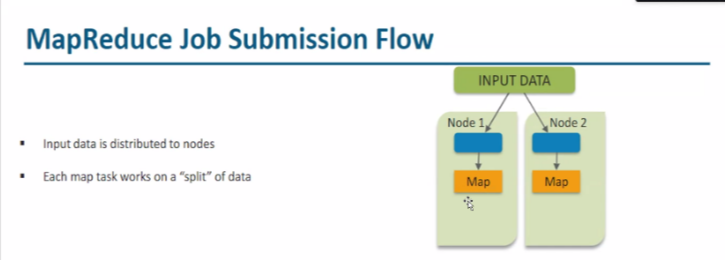 MapReduce Job Submission Flow
INPUT DATA
Node 1
Node 2
Input data is distributed to nodes
Each map task works on a “split” of data
Map
Map